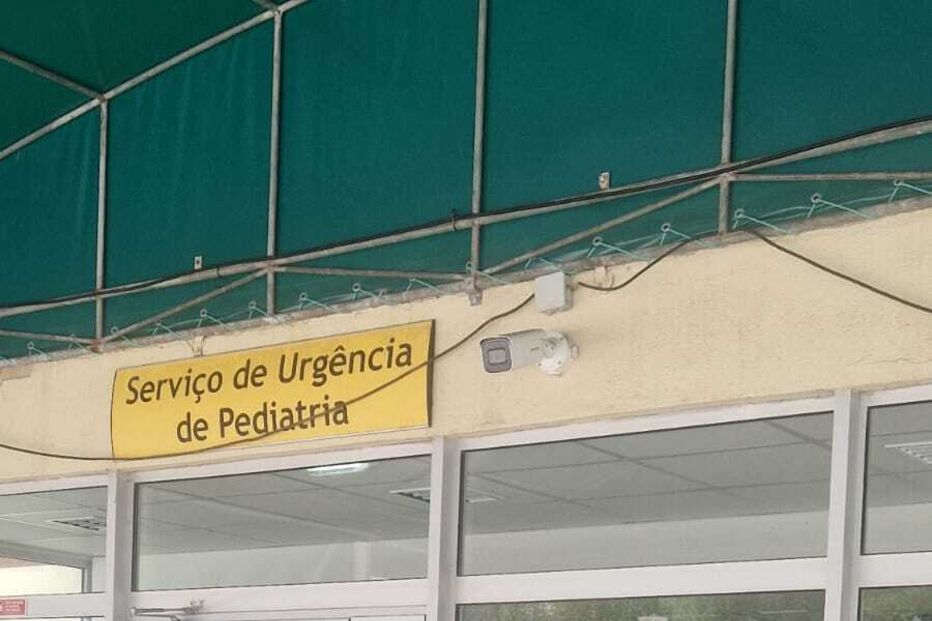 Serviço de Urgência
de Pediatria